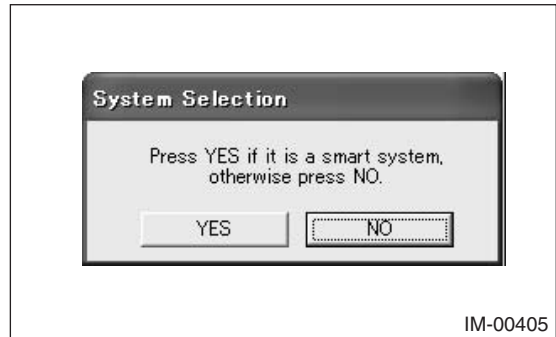 System Selection
Press YES if it is a smart system,
otherwise press NO.
YES NO
IM-00405